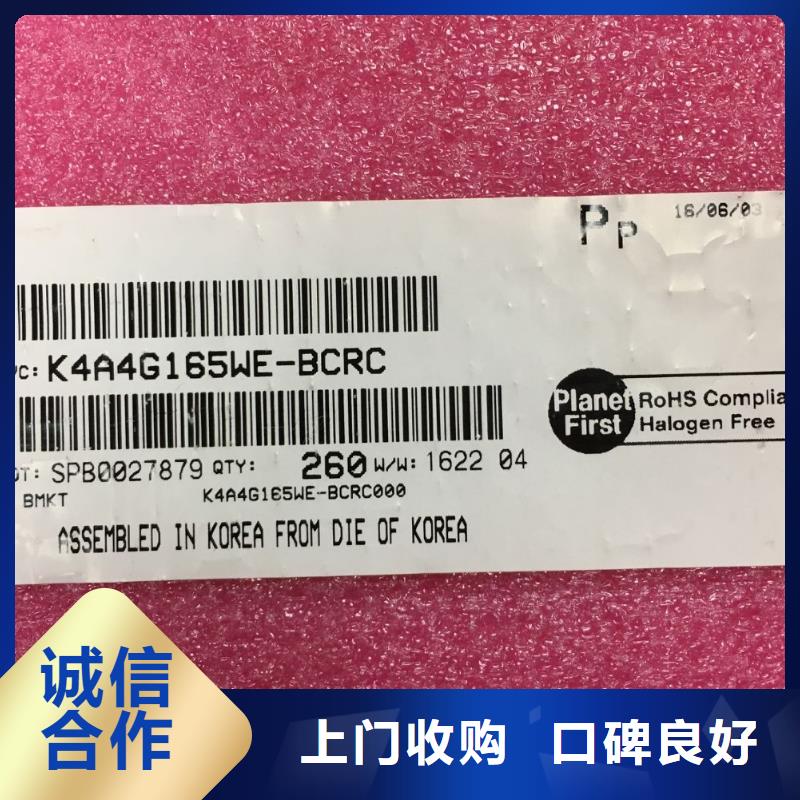 Pp 16/06/03
/C: K4A4G165WE-BCRC
Planet First
RoHS Complia
Halogen Free
OT: SPB0027879 QTY: 260 W/W: 1622 04
BMKT K4A4G165WE-BCRC000
ASSEMBLED IN KOREA FROM DIE OF KOREA
诚信
合作
上门收购 口碑良好